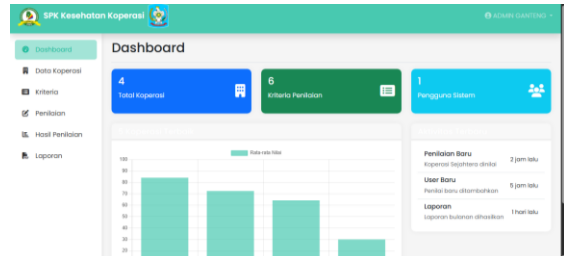 SPK Kesehatan Koperasi
ADMIN GANTENG
Dashboard
Data Koperasi
Kriteria
Penilaian
Hasil Penilaian
Laporan
Dashboard
4
Total Koperasi
6
Kriteria Penilaian
1
Pengguna Sistem
Rata-rata Nilai
100
90
80
70
60
50
40
30
20
Penilaian Baru
Koperasi Sejahtera dinilai
2 jam lalu
User Baru
Penilai baru ditambahkan
5 jam lalu
Laporan
Laporan bulanan dihasilkan
1 hari lalu